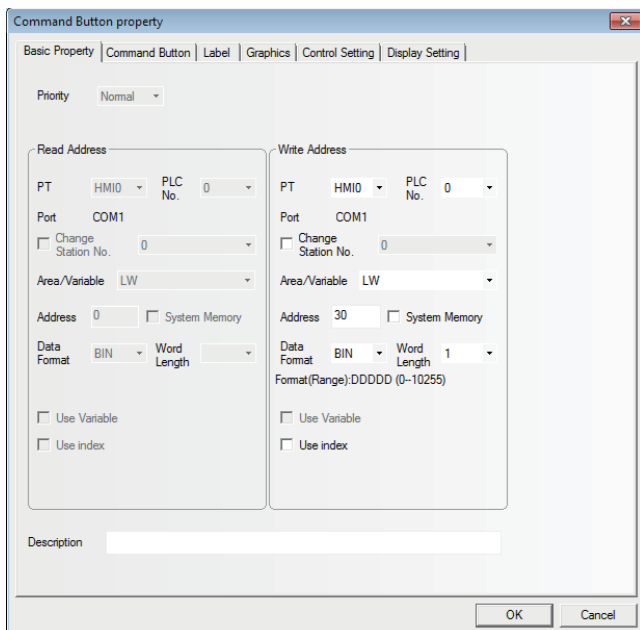 Command Button property
Basic Property Command Button Label Graphics Control Setting Display Setting
Priority Normal
Read Address
PT HMI0 PLC No. 0
Port COM1
Change Station No. 0
Area/Variable LW
Address 0 System Memory
Data Format BIN Word Length
Use Variable
Use index
Write Address
PT HMI0 PLC No. 0
Port COM1
Change Station No. 0
Area/Variable LW
Address 30 System Memory
Data Format BIN Word Length 1
Format(Range):DDDDD (0--10255)
Use Variable
Use index
Description
OK Cancel